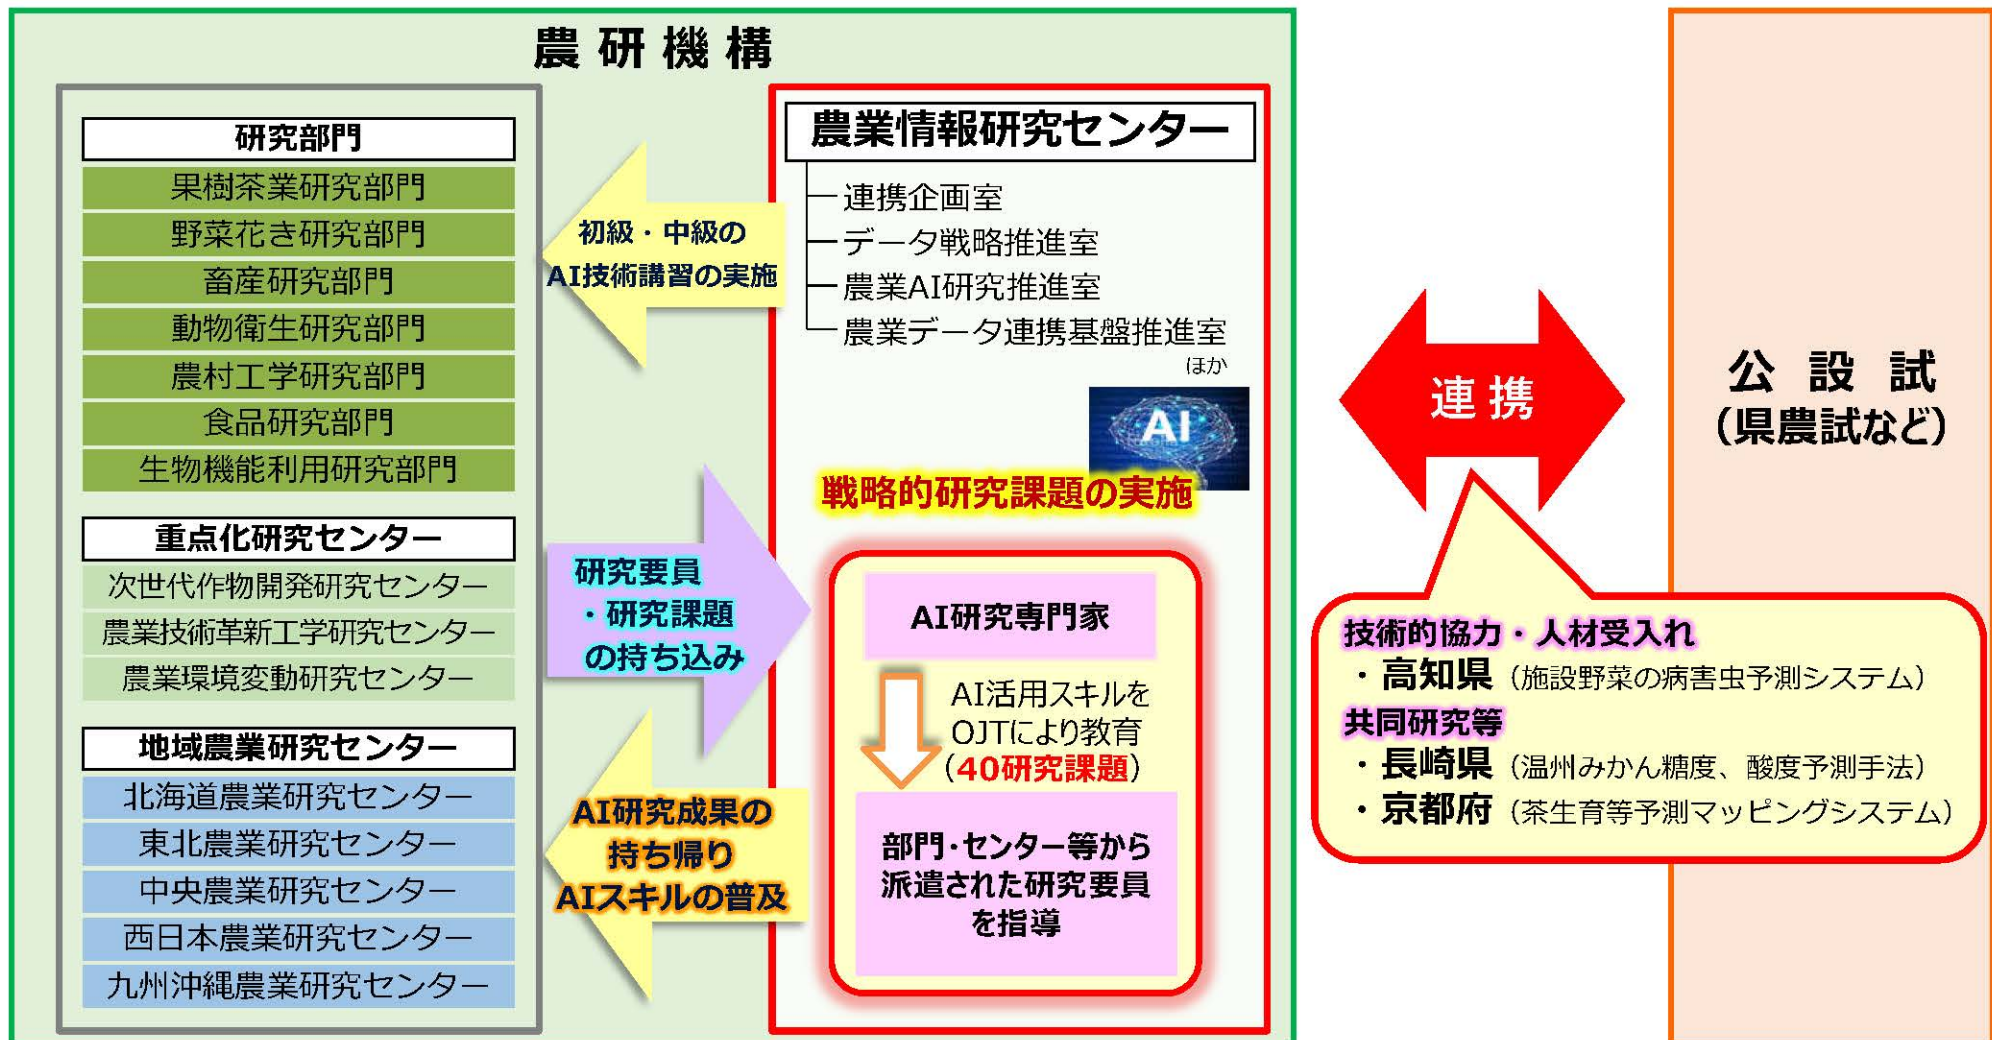 農研機構
研究部門
果樹茶業研究部門
野菜花き研究部門
畜産研究部門
動物衛生研究部門
農村工学研究部門
食品研究部門
生物機能利用研究部門
重点化研究センター
次世代作物開発研究センター
農業技術革新工学研究センター
農業環境変動研究センター
地域農業研究センター
北海道農業研究センター
東北農業研究センター
中央農業研究センター
西日本農業研究センター
九州沖縄農業研究センター
初級・中級の
AI技術講習の実施
研究要員
・研究課題
の持ち込み
AI研究成果の
持ち帰り
AIスキルの普及
農業情報研究センター
連携企画室
データ戦略推進室
農業AI研究推進室
農業データ連携基盤推進室
ほか
AI
戦略的研究課題の実施
AI研究専門家
AI活用スキルを
OJTにより教育
（40研究課題）
部門・センター等から
派遣された研究要員
を指導
連携
公設試
（県農試など）
技術的協力・人材受入れ
・高知県（施設野菜の病害虫予測システム）
共同研究等
・長崎県（温州みかん糖度、酸度予測手法）
・京都府（茶生育等予測マッピングシステム）